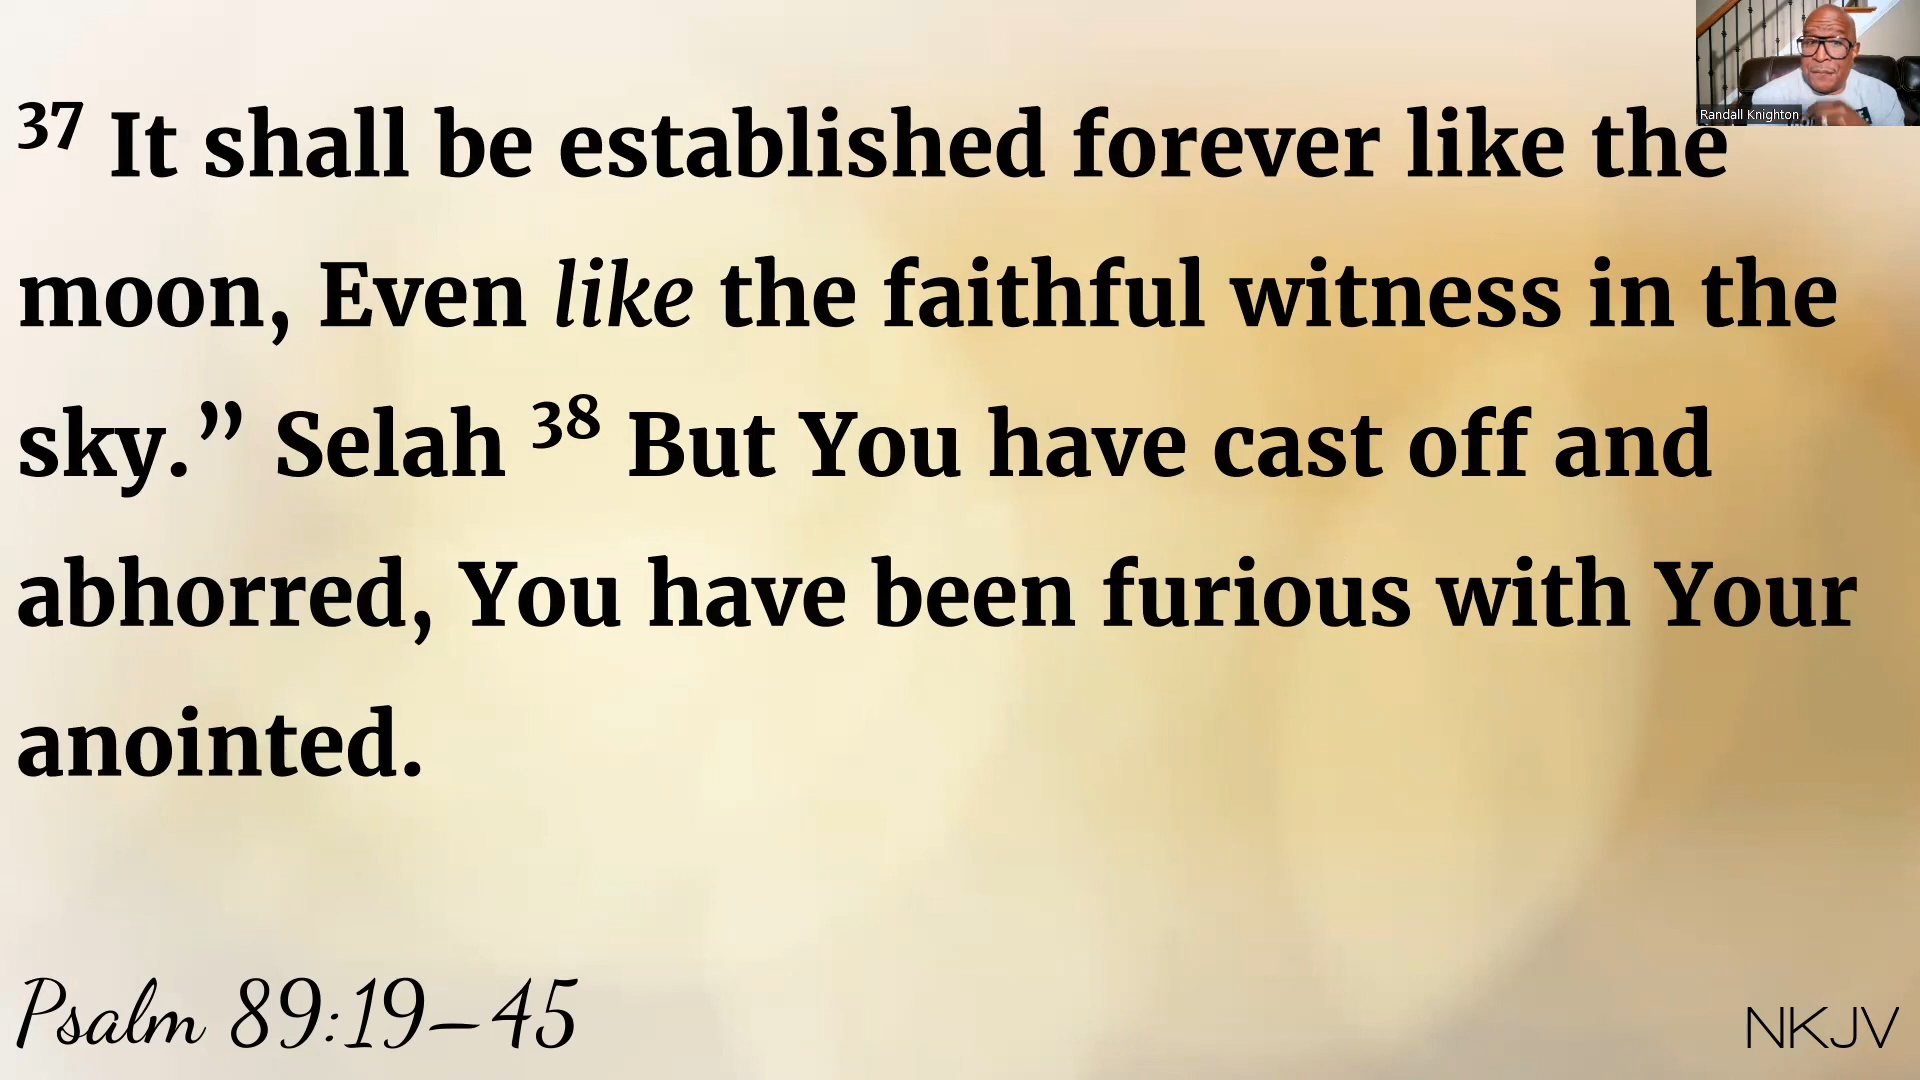 Randall Knighton
37 It shall be established forever like the
moon, Even like the faithful witness in the
sky.” Selah 38 But You have cast off and
abhorred, You have been furious with Your
anointed.
Psalm 89:19–45
NKJV